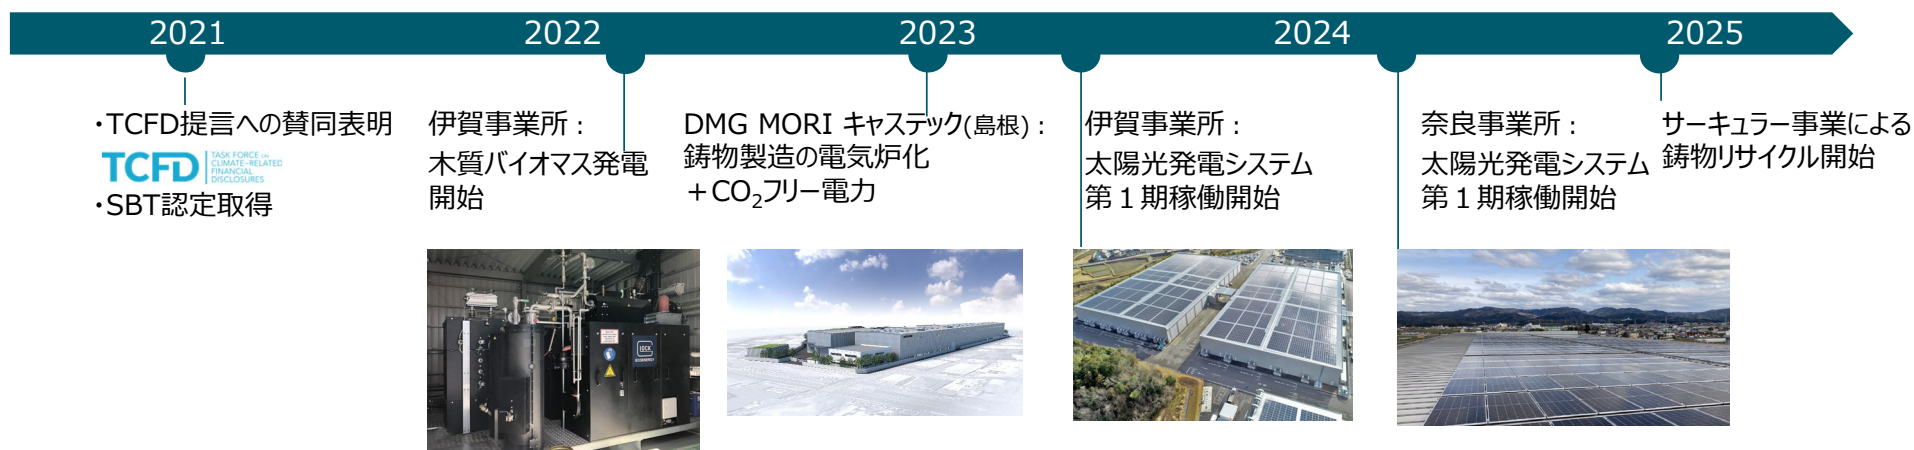 2021
2022
2023
2024
2025
・TCFD提言への賛同表明
TCFD
TASK FORCE ON
CLIMATE-RELATED
FINANCIAL
DISCLOSURES
・SBT認定取得
伊賀事業所：
木質バイオマス発電
開始
DMG MORI キャステック(島根)：
鋳物製造の電気炉化
＋CO₂フリー電力
伊賀事業所：
太陽光発電システム
第１期稼働開始
奈良事業所：
太陽光発電システム
第１期稼働開始
サーキュラー事業による
鋳物リサイクル開始